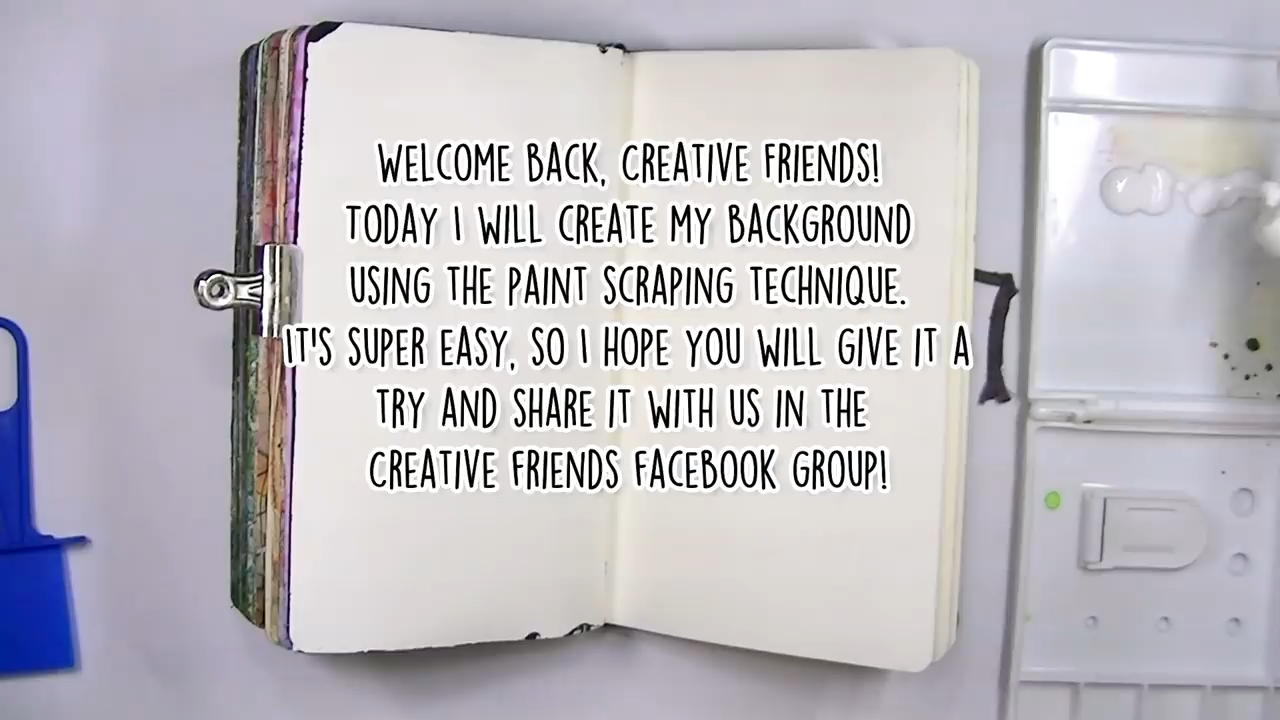 WELCOME BACK, CREATIVE FRIENDS!
TODAY I WILL CREATE MY BACKGROUND
USING THE PAINT SCRAPING TECHNIQUE.
IT'S SUPER EASY, SO I HOPE YOU WILL GIVE IT A
TRY AND SHARE IT WITH US IN THE
CREATIVE FRIENDS FACEBOOK GROUP!